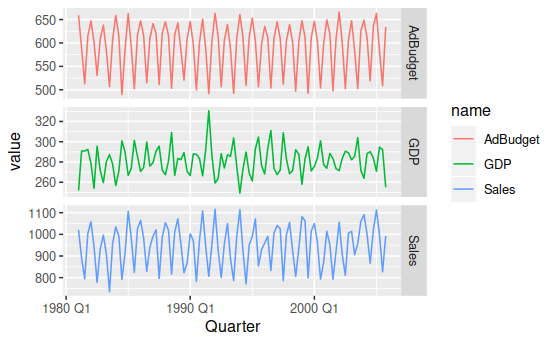 650
600
550
500
AdBudget
320
300
280
260
GDP
1100
1000
900
800
Sales
1980 Q1
1990 Q1
2000 Q1
Quarter
value
name
AdBudget
GDP
Sales